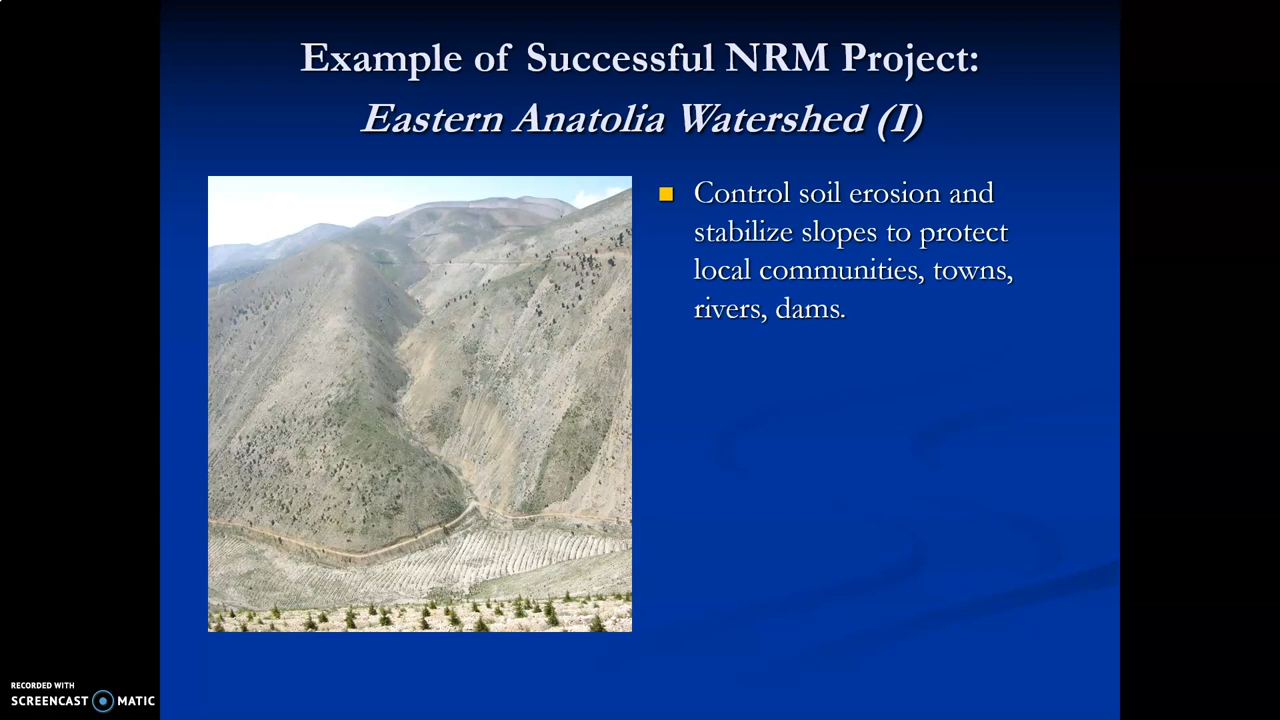 Example of Successful NRM Project:
Eastern Anatolia Watershed (I)
Control soil erosion and
stabilize slopes to protect
local communities, towns,
rivers, dams.
RECORDED WITH
SCREENCAST MATIC